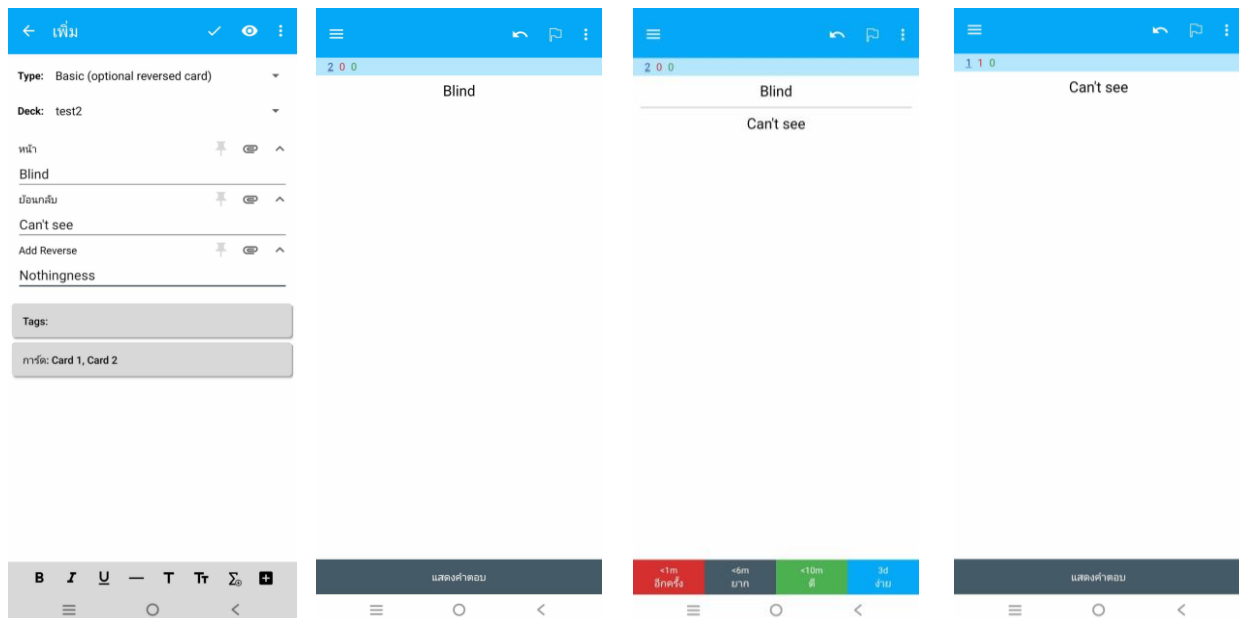 เพิ่ม
Type: Basic (optional reversed card)
Deck: test2
หน้า
Blind
ย้อนกลับ
Can't see
Add Reverse
Nothingness
Tags:
การ์ด: Card 1, Card 2
B I U — T TT Σ
2 0 0
Blind
แสดงคำตอบ
2 0 0
Blind
Can't see
<1m <6m <10m 3d
อีกครั้ง ยาก ดี ง่าย
1 1 0
Can't see
แสดงคำตอบ